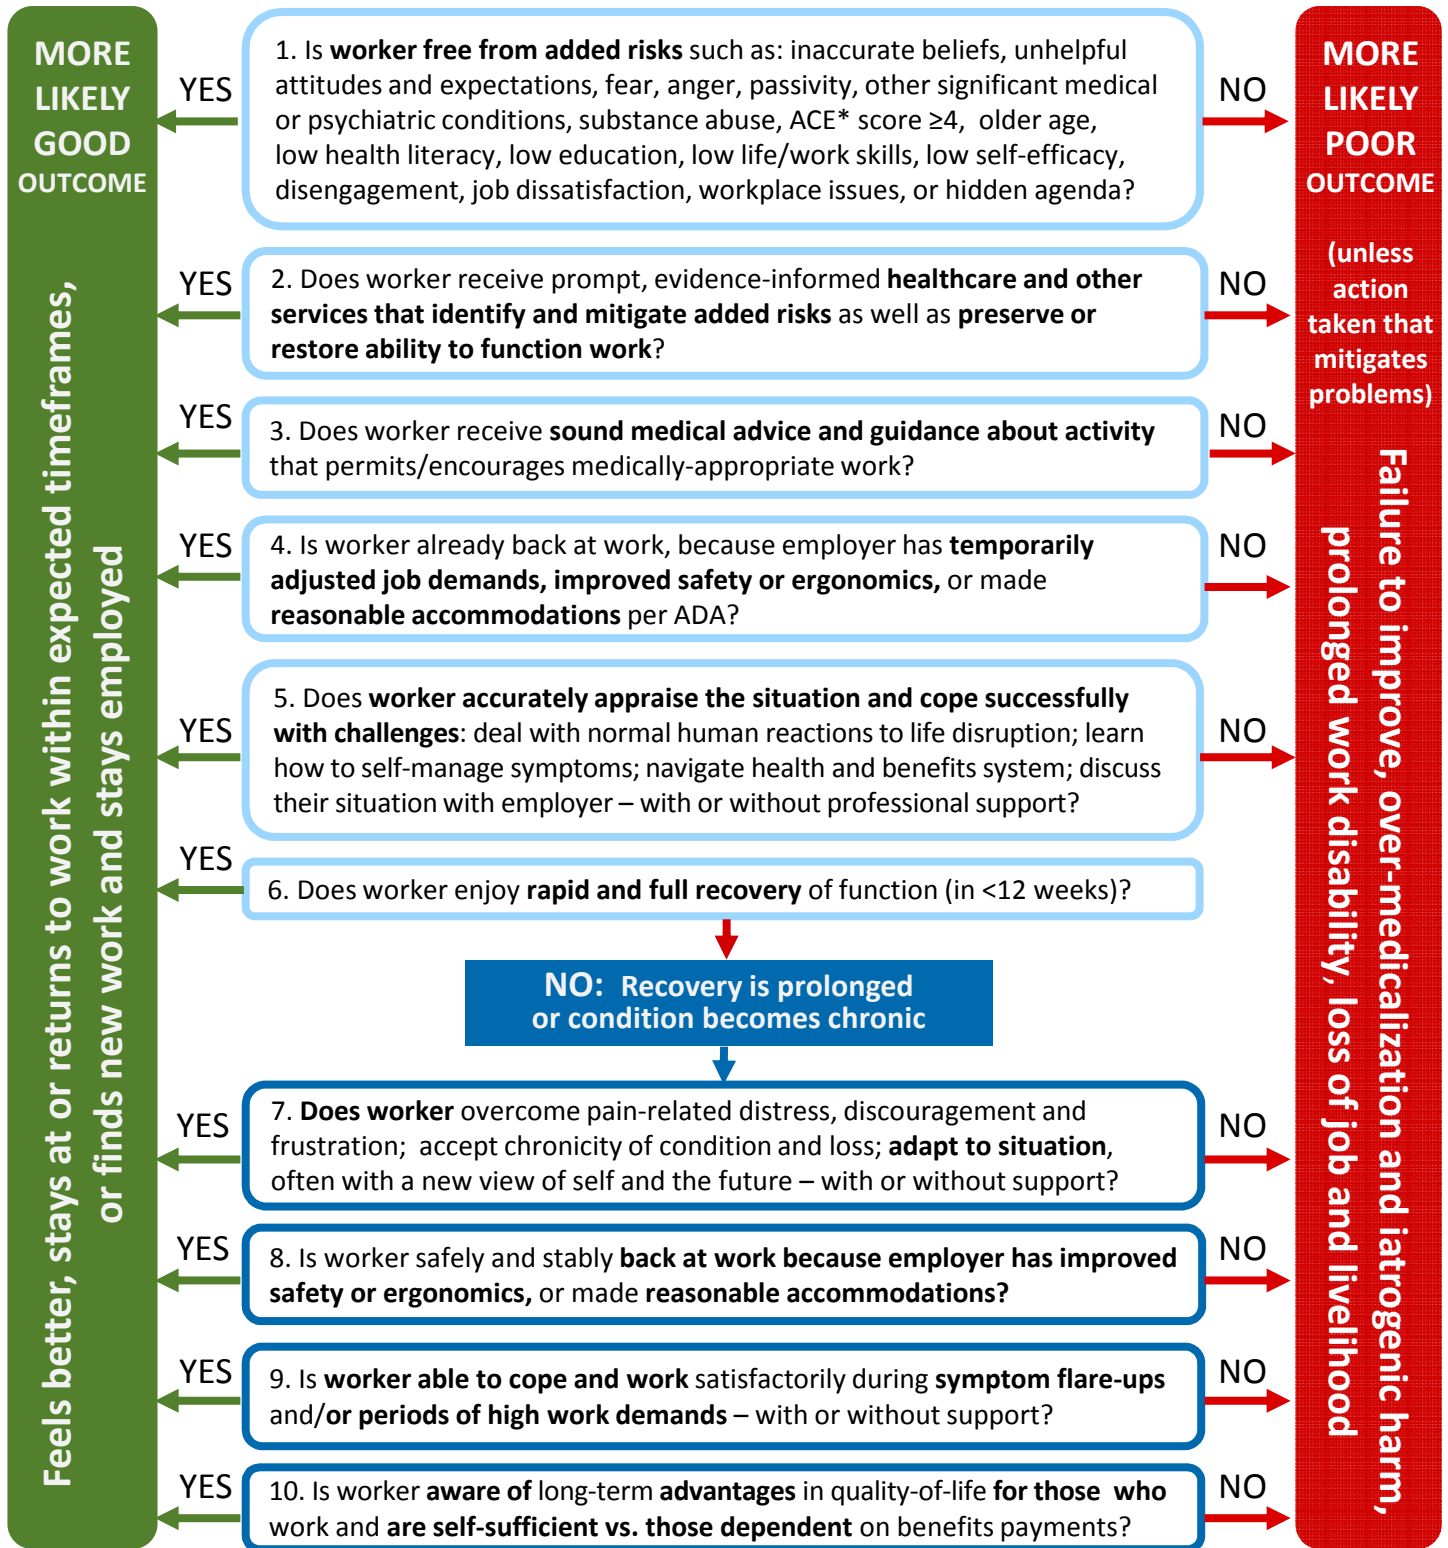 MORE
LIKELY
GOOD
OUTCOME
Feels better, stays at or returns to work within expected timeframes,
or finds new work and stays employed
YES
1. Is worker free from added risks such as: inaccurate beliefs, unhelpful
attitudes and expectations, fear, anger, passivity, other significant medical
or psychiatric conditions, substance abuse, ACE* score ≥4, older age,
low health literacy, low education, low life/work skills, low self-efficacy,
disengagement, job dissatisfaction, workplace issues, or hidden agenda?
NO
YES
2. Does worker receive prompt, evidence-informed healthcare and other
services that identify and mitigate added risks as well as preserve or
restore ability to function work?
NO
YES
3. Does worker receive sound medical advice and guidance about activity
that permits/encourages medically-appropriate work?
NO
YES
4. Is worker already back at work, because employer has temporarily
adjusted job demands, improved safety or ergonomics, or made
reasonable accommodations per ADA?
NO
YES
5. Does worker accurately appraise the situation and cope successfully
with challenges: deal with normal human reactions to life disruption; learn
how to self-manage symptoms; navigate health and benefits system; discuss
their situation with employer – with or without professional support?
NO
YES
6. Does worker enjoy rapid and full recovery of function (in <12 weeks)?
NO: Recovery is prolonged
or condition becomes chronic
YES
7. Does worker overcome pain-related distress, discouragement and
frustration; accept chronicity of condition and loss; adapt to situation,
often with a new view of self and the future – with or without support?
NO
YES
8. Is worker safely and stably back at work because employer has improved
safety or ergonomics, or made reasonable accommodations?
NO
YES
9. Is worker able to cope and work satisfactorily during symptom flare-ups
and/or periods of high work demands – with or without support?
NO
YES
10. Is worker aware of long-term advantages in quality-of-life for those who
work and are self-sufficient vs. those dependent on benefits payments?
NO
MORE
LIKELY
POOR
OUTCOME
(unless
action
taken that
mitigates
problems)
Failure to improve, over-medicalization and iatrogenic harm,
prolonged work disability, loss of job and livelihood